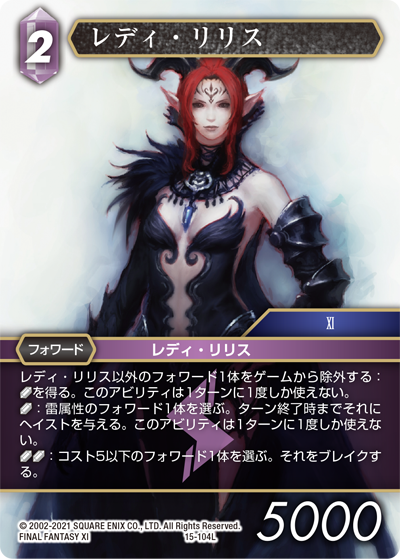 2
レディ・リリス
XI
フォワード
レディ・リリス
レディ・リリス以外のフォワード1体をゲームから除外する：
を得る。このアビリティは1ターンに1度しか使えない。
：雷属性のフォワード1体を選ぶ。ターン終了時までそれに
ヘイストを与える。このアビリティは1ターンに1度しか使えな
い。
：コスト5以下のフォワード1体を選ぶ。それをブレイクす
る。
© 2002-2021 SQUARE ENIX CO., LTD. All Rights Reserved.
FINAL FANTASY XI
15-104L
5000